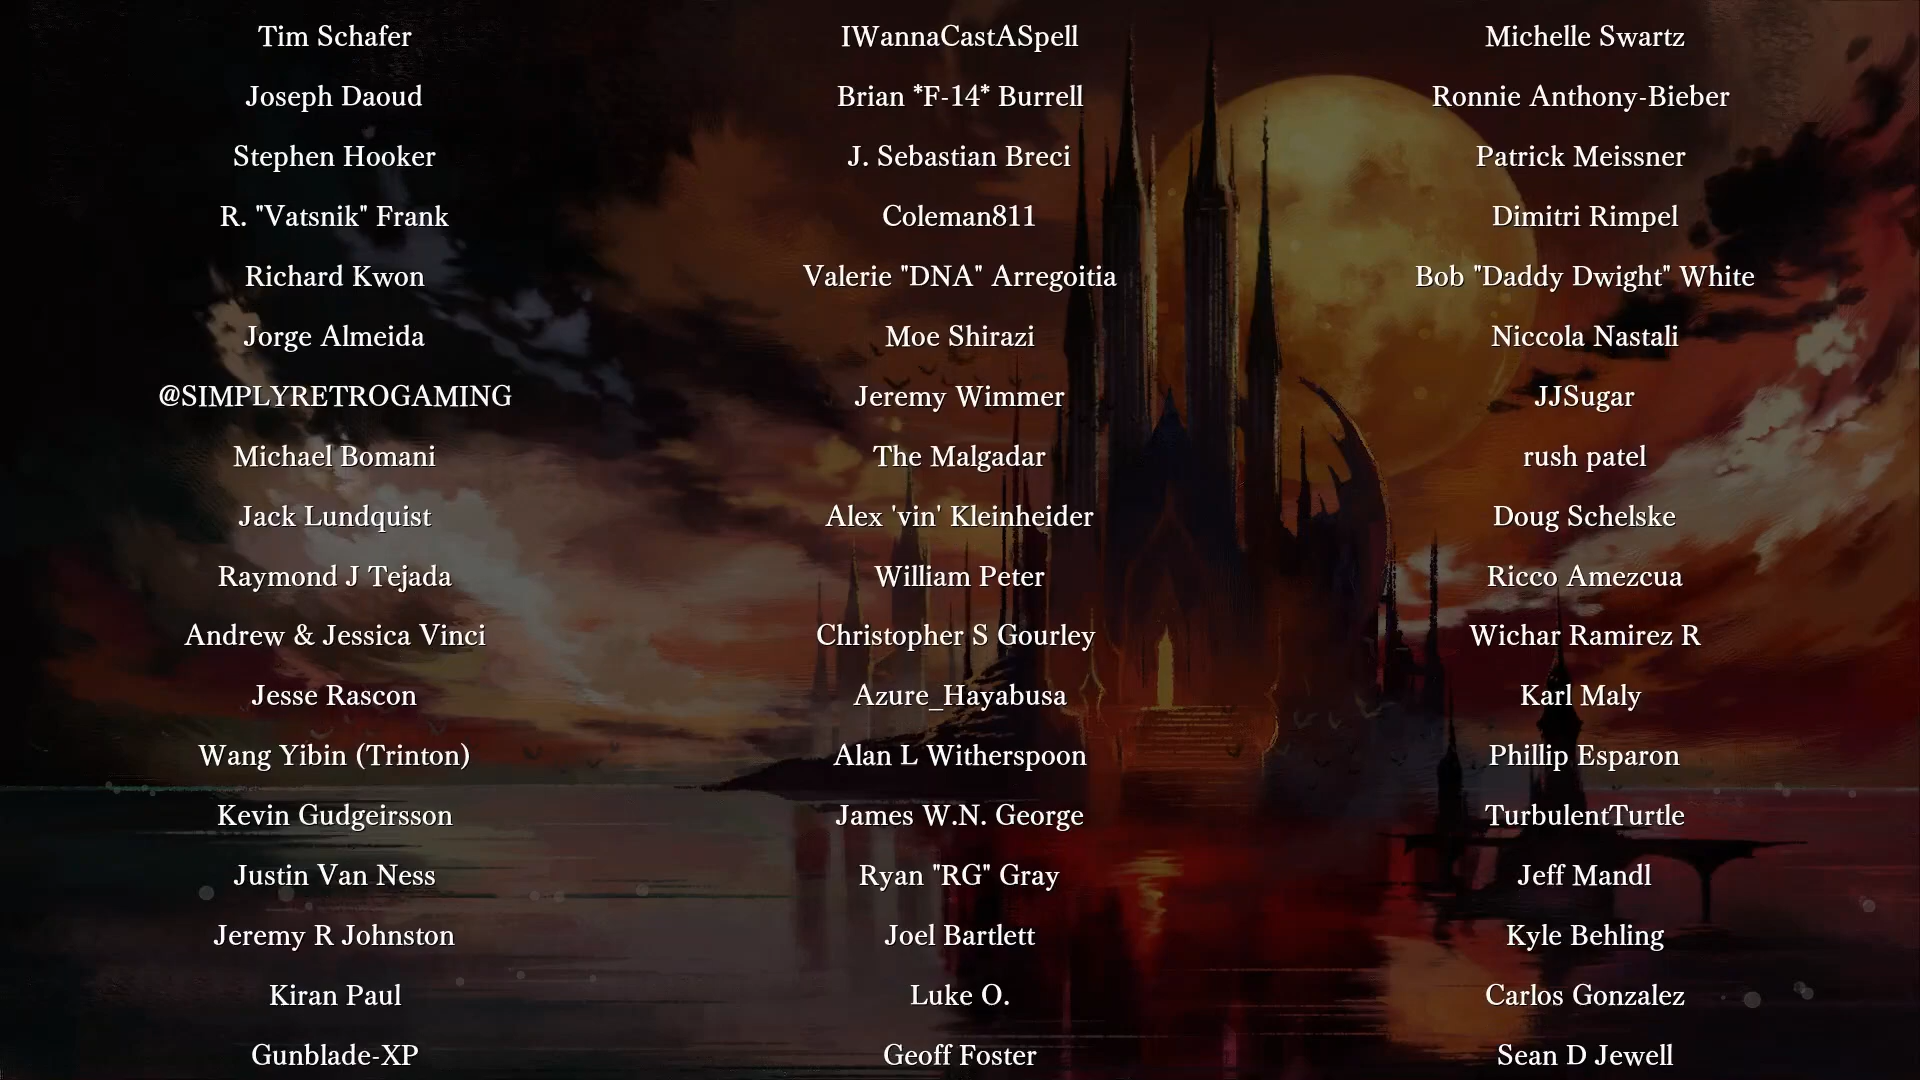 Tim Schafer
IWannaCastASpell
Michelle Swartz
Joseph Daoud
Brian *F-14* Burrell
Ronnie Anthony-Bieber
Stephen Hooker
J. Sebastian Breci
Patrick Meissner
R. "Vatsnik" Frank
Coleman811
Dimitri Rimpel
Richard Kwon
Valerie "DNA" Arregoitia
Bob "Daddy Dwight" White
Jorge Almeida
Moe Shirazi
Niccola Nastali
@SIMPLYRETROGAMING
Jeremy Wimmer
JJSugar
Michael Bomani
The Malgadar
rush patel
Jack Lundquist
Alex 'vin' Kleinheider
Doug Schelske
Raymond J Tejada
William Peter
Ricco Amezcua
Andrew & Jessica Vinci
Christopher S Gourley
Wichar Ramirez R
Jesse Rascon
Azure_Hayabusa
Karl Maly
Wang Yibin (Trinton)
Alan L Witherspoon
Phillip Esparon
Kevin Gudgeirsson
James W.N. George
TurbulentTurtle
Justin Van Ness
Ryan "RG" Gray
Jeff Mandl
Jeremy R Johnston
Joel Bartlett
Kyle Behling
Kiran Paul
Luke O.
Carlos Gonzalez
Gunblade-XP
Geoff Foster
Sean D Jewell